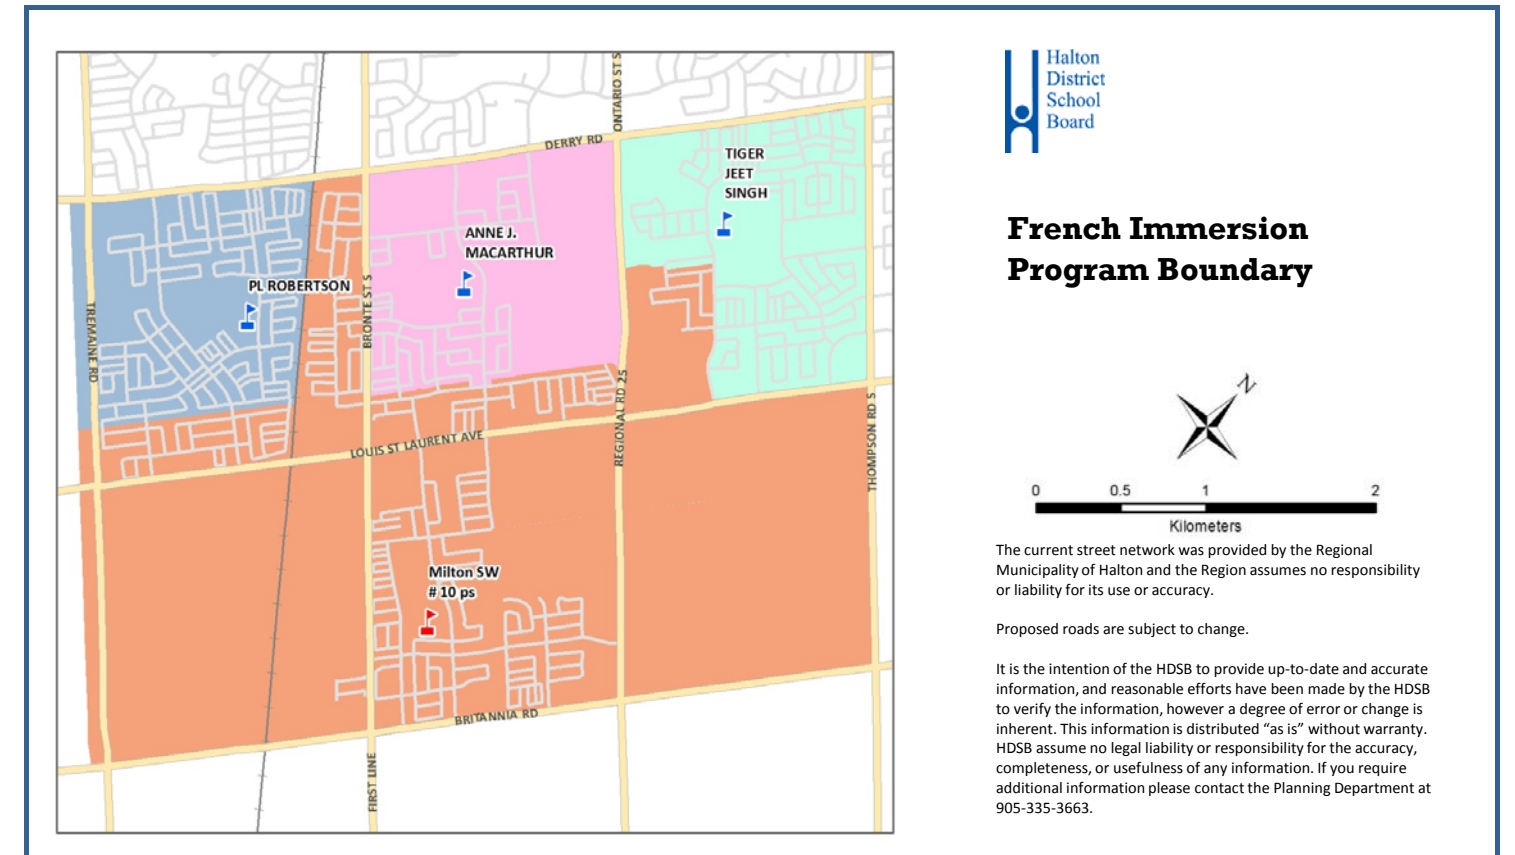 ONTARIO ST S
DERRY RD
TIGER
JEET
SINGH
ANNE J.
MACARTHUR
PL ROBERTSON
BRONTE ST S
TREMAINE RD
REGIONAL RD 25
THOMPSON RD S
LOUIS ST LAURENT AVE
Milton SW
# 10 ps
BRITANNIA RD
FIRST LINE
Halton
District
School
Board
French Immersion
Program Boundary
N
0 0.5 1 2
Kilometers
The current street network was provided by the Regional
Municipality of Halton and the Region assumes no responsibility
or liability for its use or accuracy.
Proposed roads are subject to change.
It is the intention of the HDSB to provide up-to-date and accurate
information, and reasonable efforts have been made by the HDSB
to verify the information, however a degree of error or change is
inherent. This information is distributed “as is” without warranty.
HDSB assume no legal liability or responsibility for the accuracy,
completeness, or usefulness of any information. If you require
additional information please contact the Planning Department at
905-335-3663.